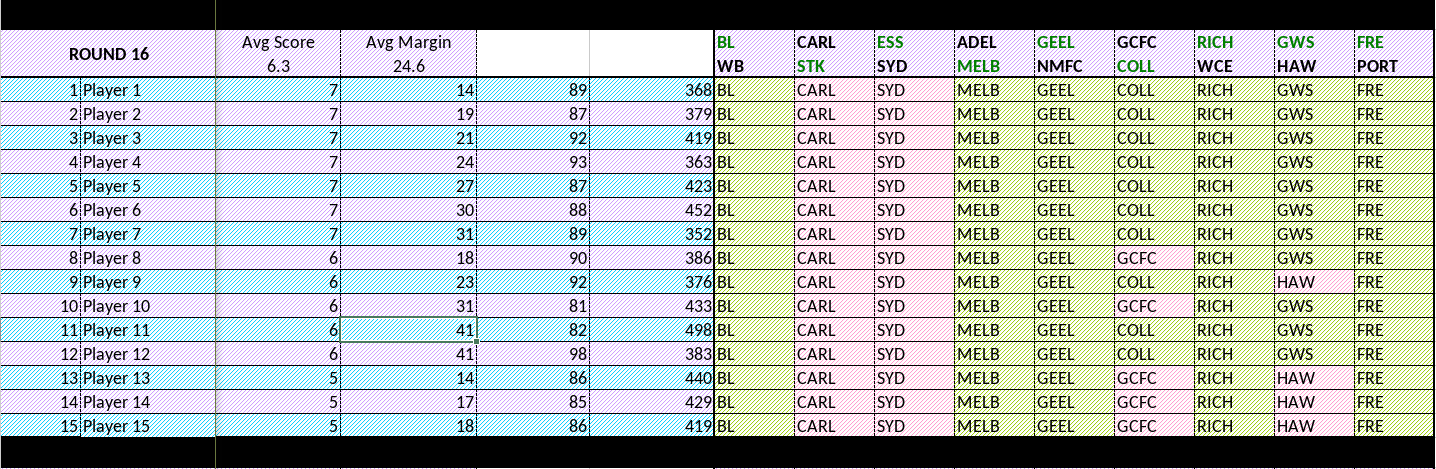 Avg Score Avg Margin BL CARL ESS ADEL GEEL GCFC RICH GWS FRE
ROUND 16
6.3 24.6 WB STK SYD MELB NMFC COLL WCE HAW PORT
1 Player 1 7 14 89 368 BL CARL SYD MELB GEEL COLL RICH GWS FRE
2 Player 2 7 19 87 379 BL CARL SYD MELB GEEL COLL RICH GWS FRE
3 Player 3 7 21 92 419 BL CARL SYD MELB GEEL COLL RICH GWS FRE
4 Player 4 7 24 93 363 BL CARL SYD MELB GEEL COLL RICH GWS FRE
5 Player 5 7 27 87 423 BL CARL SYD MELB GEEL COLL RICH GWS FRE
6 Player 6 7 30 88 452 BL CARL SYD MELB GEEL COLL RICH GWS FRE
7 Player 7 7 31 89 352 BL CARL SYD MELB GEEL COLL RICH GWS FRE
8 Player 8 6 18 90 386 BL CARL SYD MELB GEEL GCFC RICH GWS FRE
9 Player 9 6 23 92 376 BL CARL SYD MELB GEEL COLL RICH HAW FRE
10 Player 10 6 31 81 433 BL CARL SYD MELB GEEL GCFC RICH GWS FRE
11 Player 11 6 41 82 498 BL CARL SYD MELB GEEL COLL RICH GWS FRE
12 Player 12 6 41 98 383 BL CARL SYD MELB GEEL COLL RICH GWS FRE
13 Player 13 5 14 86 440 BL CARL SYD MELB GEEL GCFC RICH HAW FRE
14 Player 14 5 17 85 429 BL CARL SYD MELB GEEL GCFC RICH HAW FRE
15 Player 15 5 18 86 419 BL CARL SYD MELB GEEL GCFC RICH HAW FRE